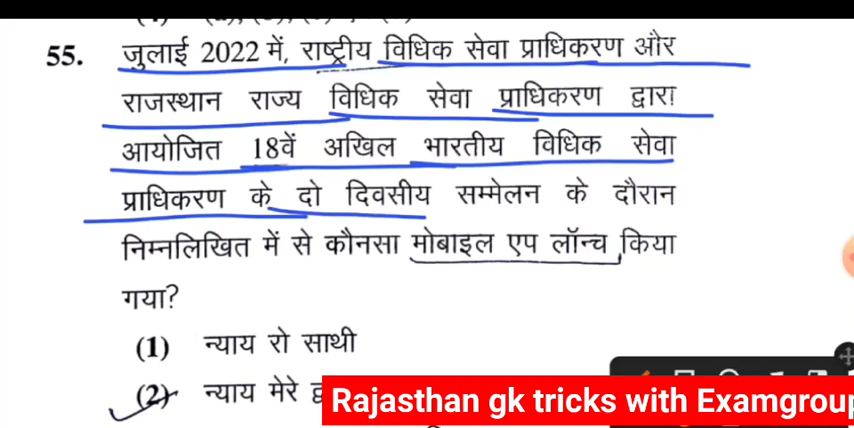 55. जुलाई 2022 में, राष्ट्रीय विधिक सेवा प्राधिकरण और
राजस्थान राज्य विधिक सेवा प्राधिकरण द्वारा
आयोजित 18वें अखिल भारतीय विधिक सेवा
प्राधिकरण के दो दिवसीय सम्मेलन के दौरान
निम्नलिखित में से कौनसा मोबाइल एप लॉन्च किया
गया?
(1) न्याय रो साथी
(2) न्याय मेरे
Rajasthan gk tricks with Examgroup